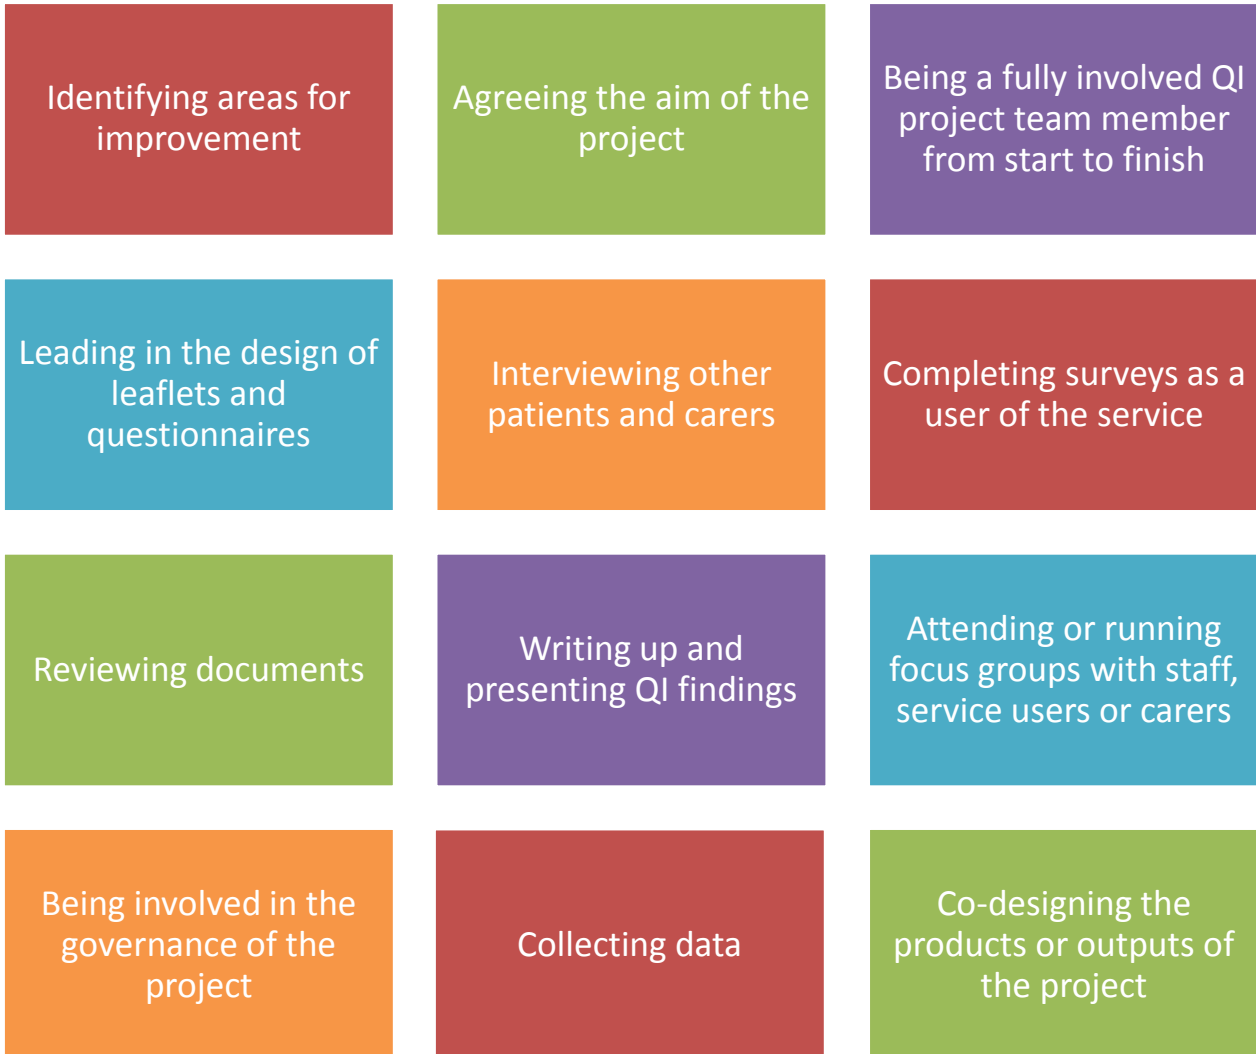 Identifying areas for
improvement
Agreeing the aim of the
project
Being a fully involved QI
project team member
from start to finish
Leading in the design of
leaflets and
questionnaires
Interviewing other
patients and carers
Completing surveys as a
user of the service
Reviewing documents
Writing up and
presenting QI findings
Attending or running
focus groups with staff,
service users or carers
Being involved in the
governance of the
project
Collecting data
Co-designing the
products or outputs of
the project